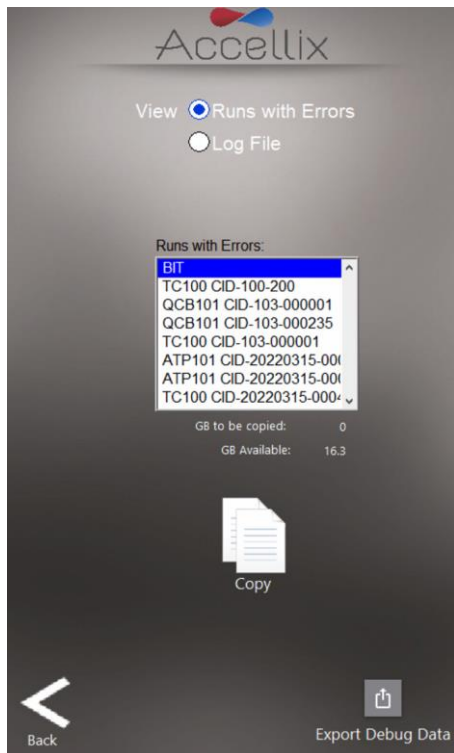 Accellix
View Runs with Errors
Log File
Runs with Errors:
BIT
TC100 CID-100-200
QCB101 CID-103-000001
QCB101 CID-103-000235
TC100 CID-103-000001
ATP101 CID-20220315-00
ATP101 CID-20220315-00
TC100 CID-20220315-0004
GB to be copied: 0
GB Available: 16.3
Copy
Back
Export Debug Data